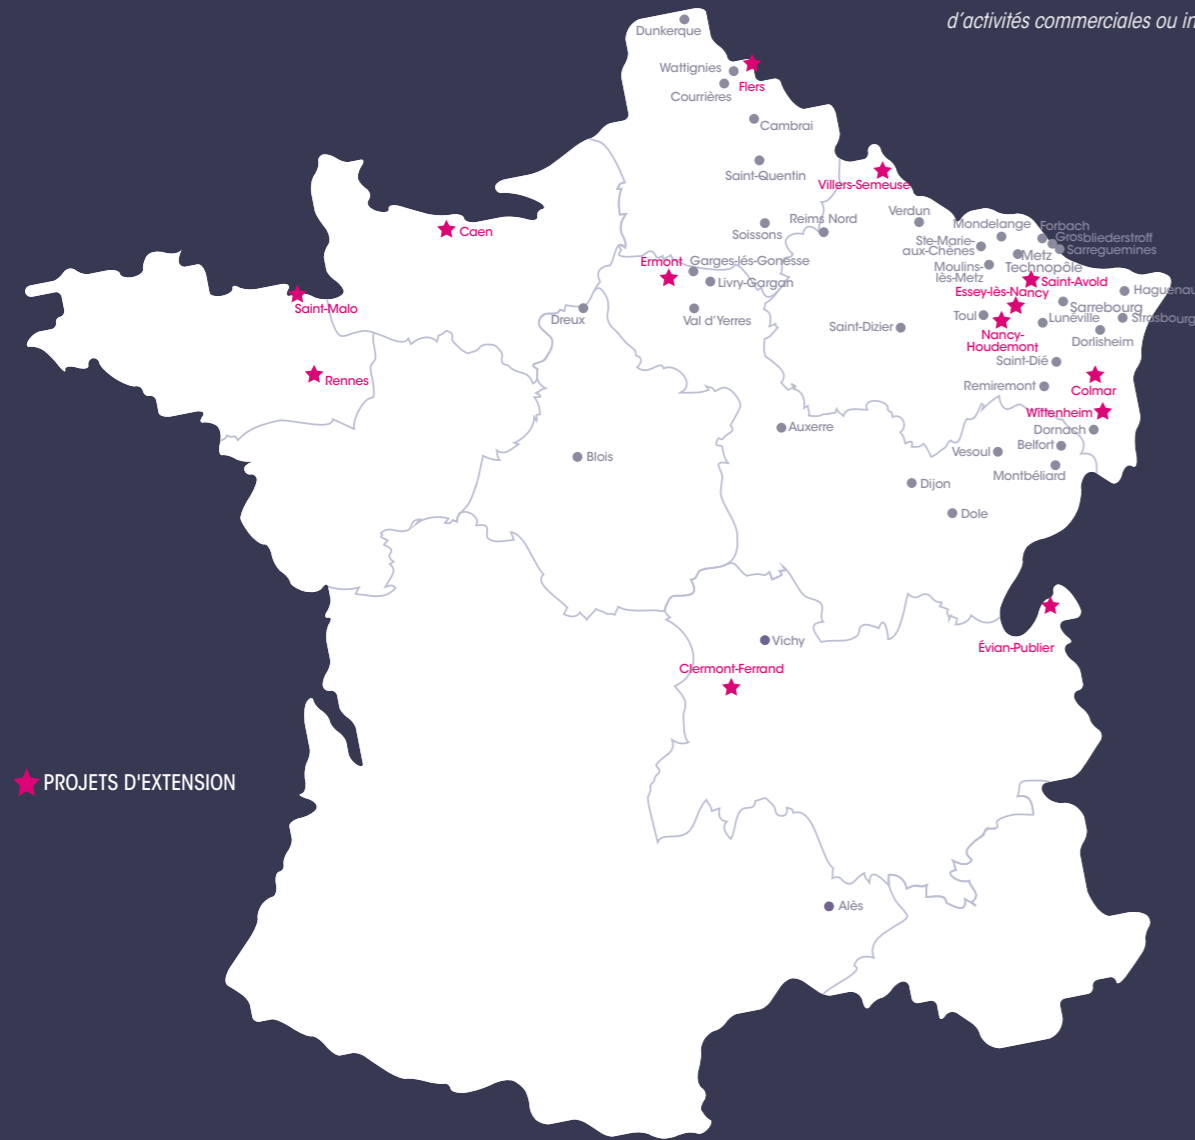 d'activités commerciales ou in
Dunkerque
Wattignies
Flers
Courrières
Cambrai
Saint-Quentin
Villers-Semeuse
Soissons
Reims Nord
Verdun
Mondelange
Forbach
Grosbliederstroff
Sarreguemines
Ste-Marie-
aux-Chênes
Metz
Technopôle
Moulins-
lès-Metz
Caen
Ermont
Garges-lés-Gonesse
Livry-Gargan
Saint-Avold
Haguenau
Essey-lès-Nancy
Saint-Malo
Dreux
Val d'Yerres
Saint-Dizier
Toul
Sarrebourg
Lunéville
Strasbourg
Nancy-
Houdemont
Dorlisheim
Saint-Dié
Rennes
Remiremont
Colmar
Wittenheim
Auxerre
Dornach
Belfort
Vesoul
Blois
Montbéliard
Dijon
Dole
Vichy
Évian-Publier
Clermont-Ferrand
PROJETS D'EXTENSION
Alès